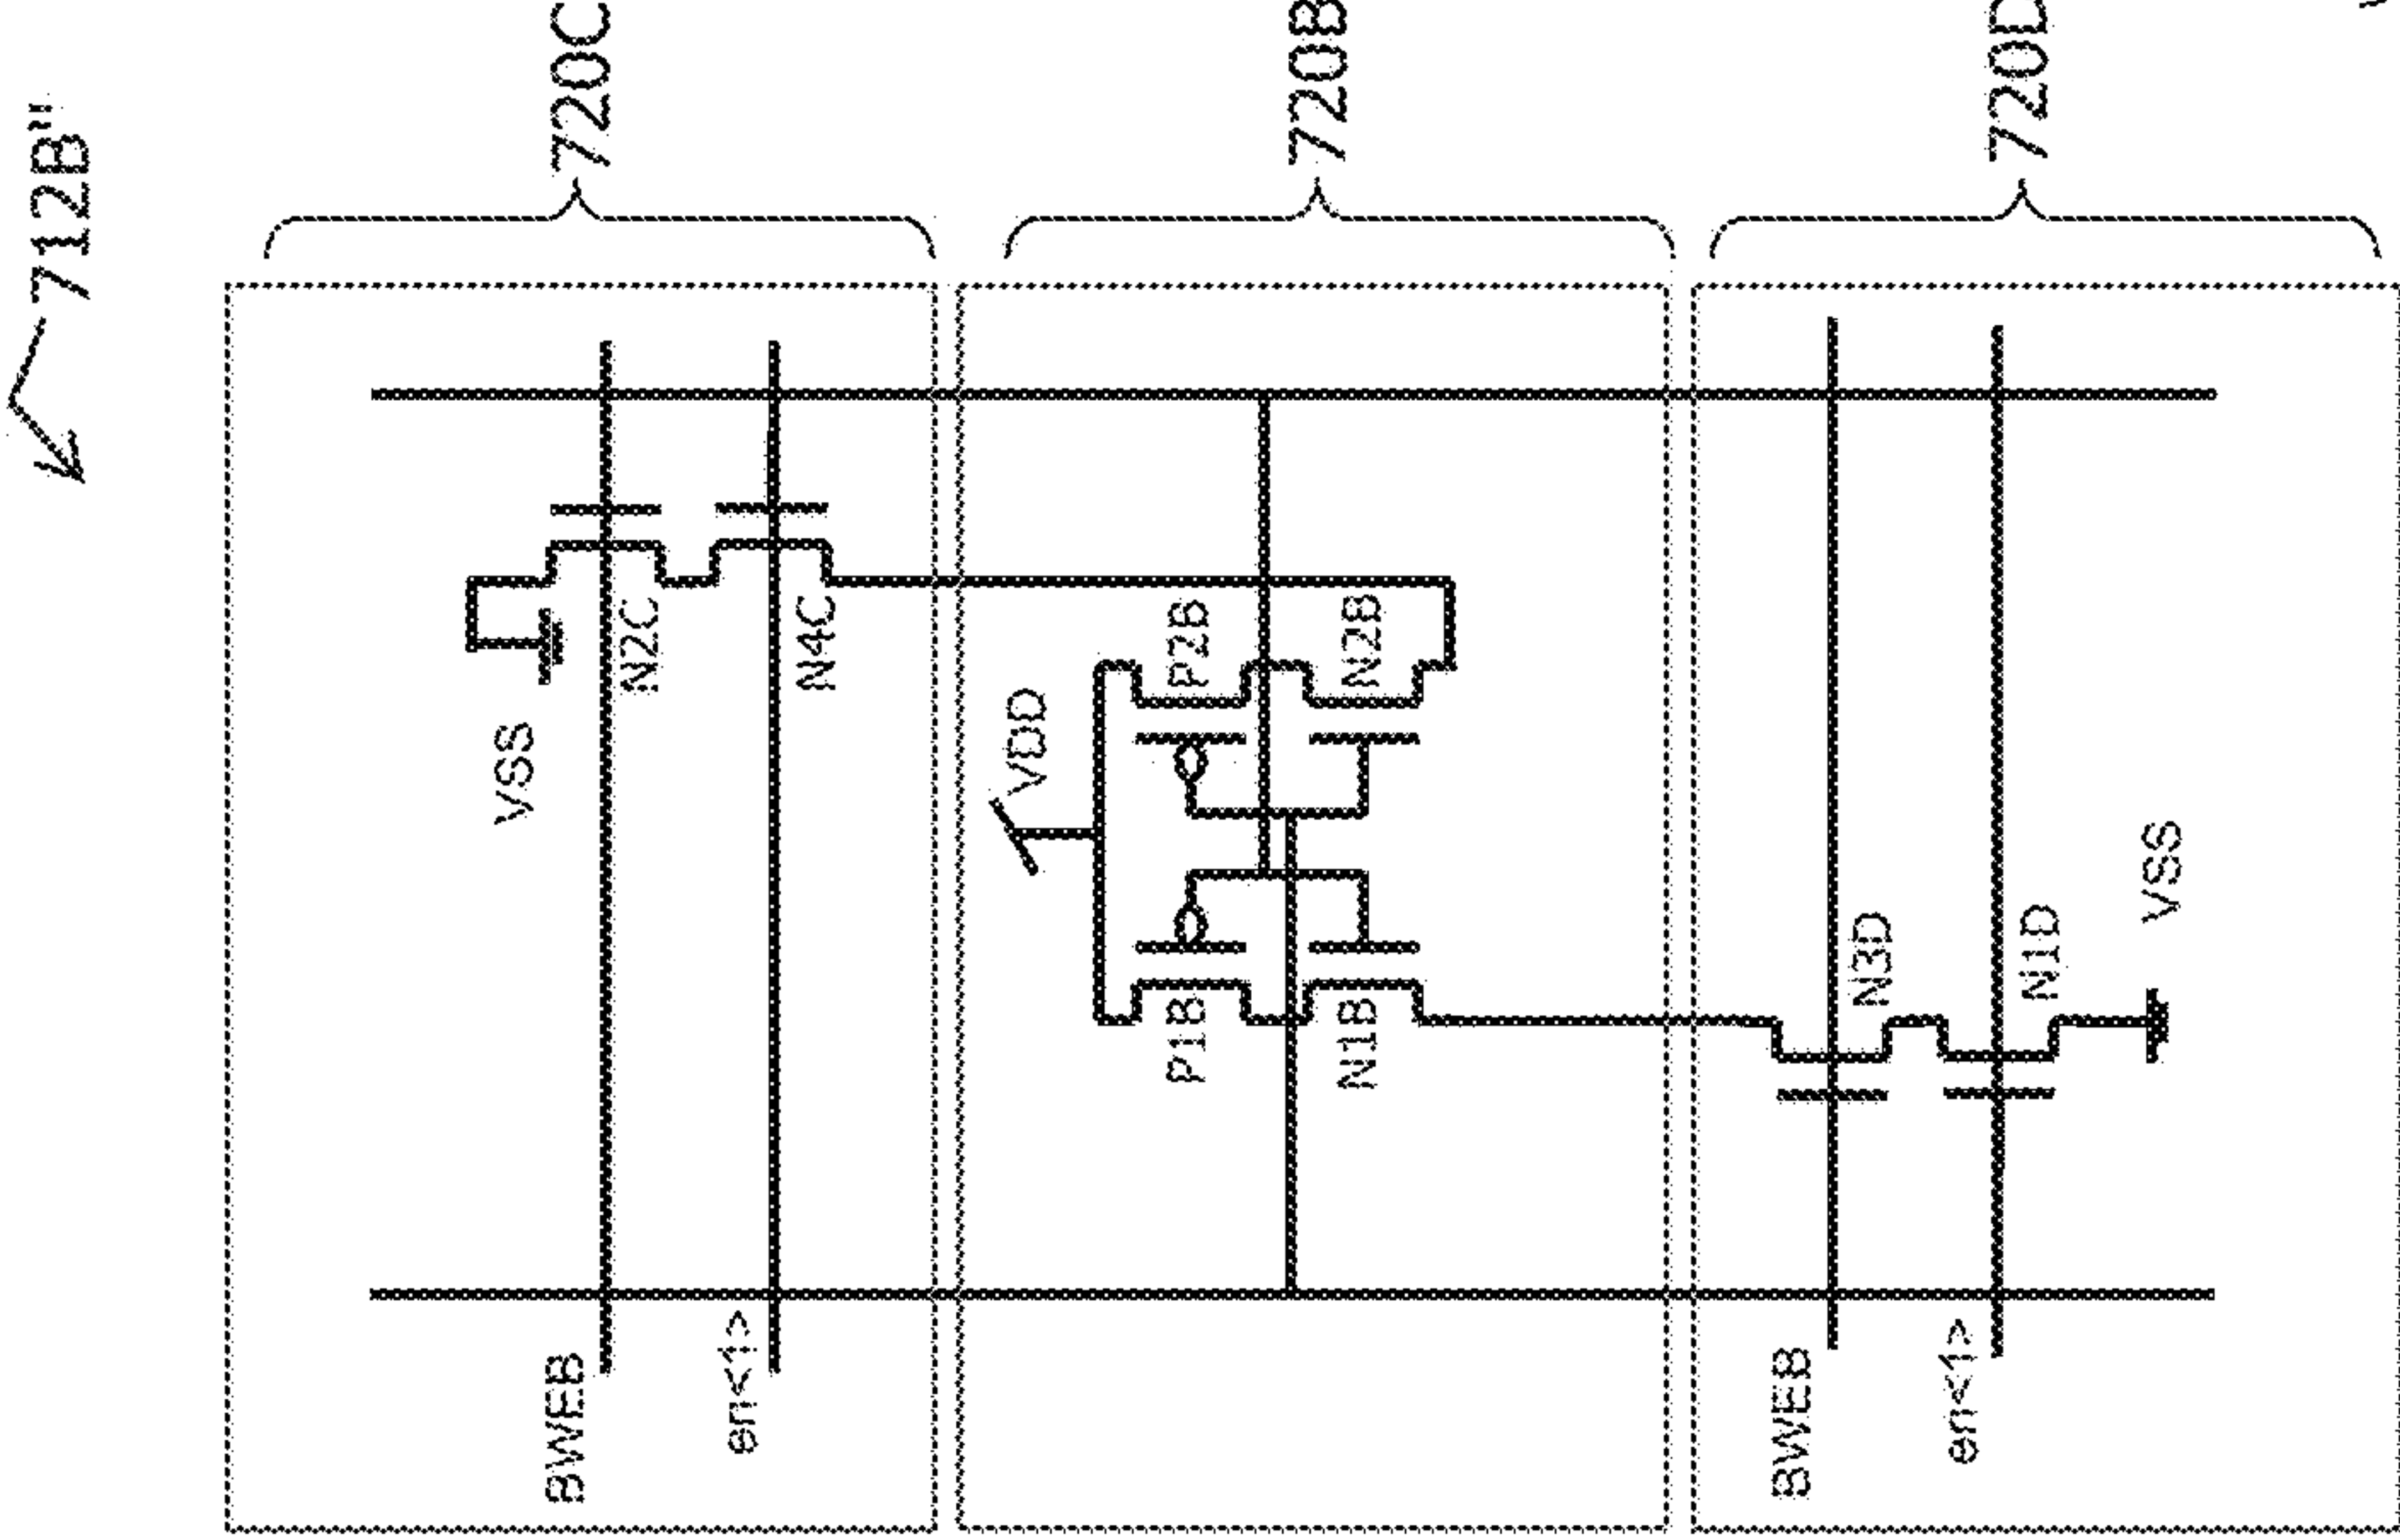 712B"
720C
BWEB
en<1>
VSS
N2C
N4C
720B
VDD
P1B
P2B
N1B
N2B
720D
BWEB
en<1>
N3D
N1D
VSS